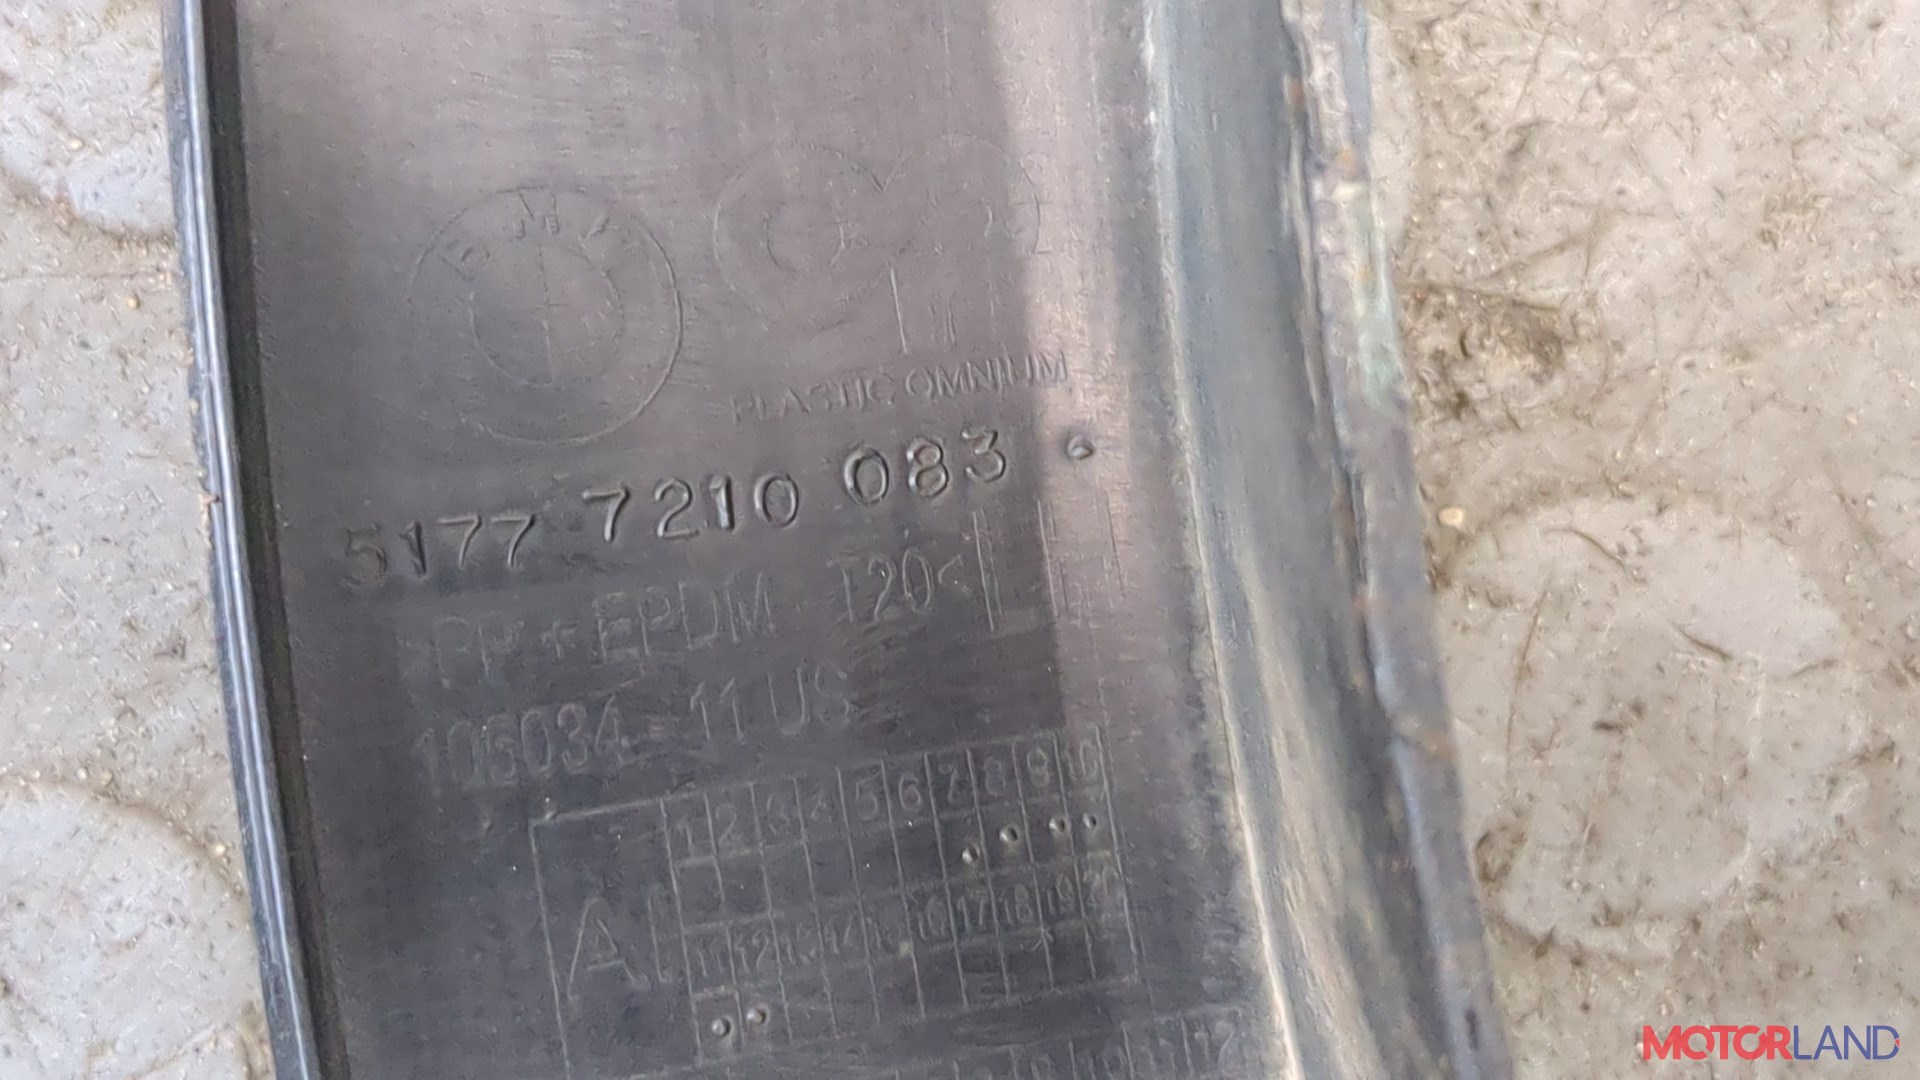 BMW
PLASTIC OMNIUM
5177 7210 083
>PP+EPDM-T20<
106034-11 US
1 2 3 4 5 6 7 8 9 10
A
11 12 13 14 15 16 17 18 19 20
MOTORLAND